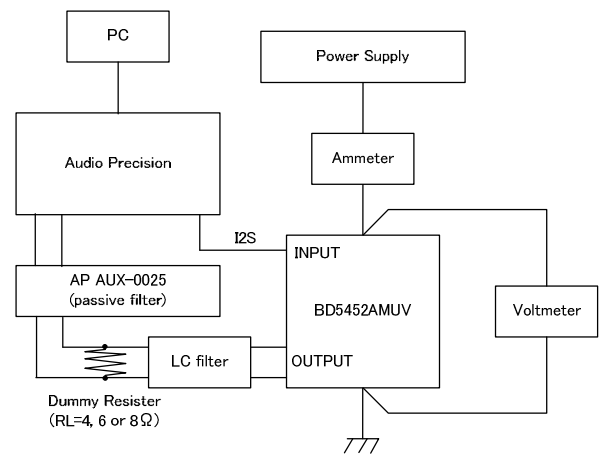 PC
Power Supply
Audio Precision
Ammeter
I2S
INPUT
AP AUX-0025
(passive filter)
BD5452AMUV
Voltmeter
LC filter
OUTPUT
Dummy Resister
(RL=4, 6 or 8Ω)